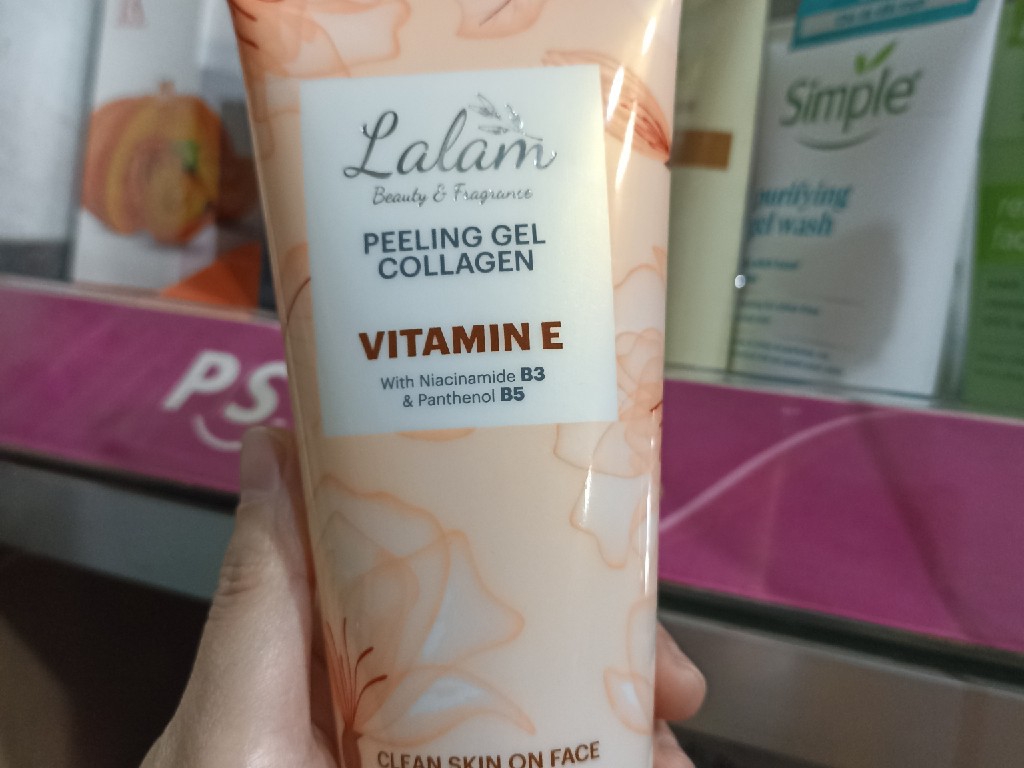 Lalam
Beauty & Fragrance
PEELING GEL
COLLAGEN
VITAMIN E
With Niacinamide B3
& Panthenol B5
CLEAN SKIN ON FACE
Simple®
purifying
gel wash
PS